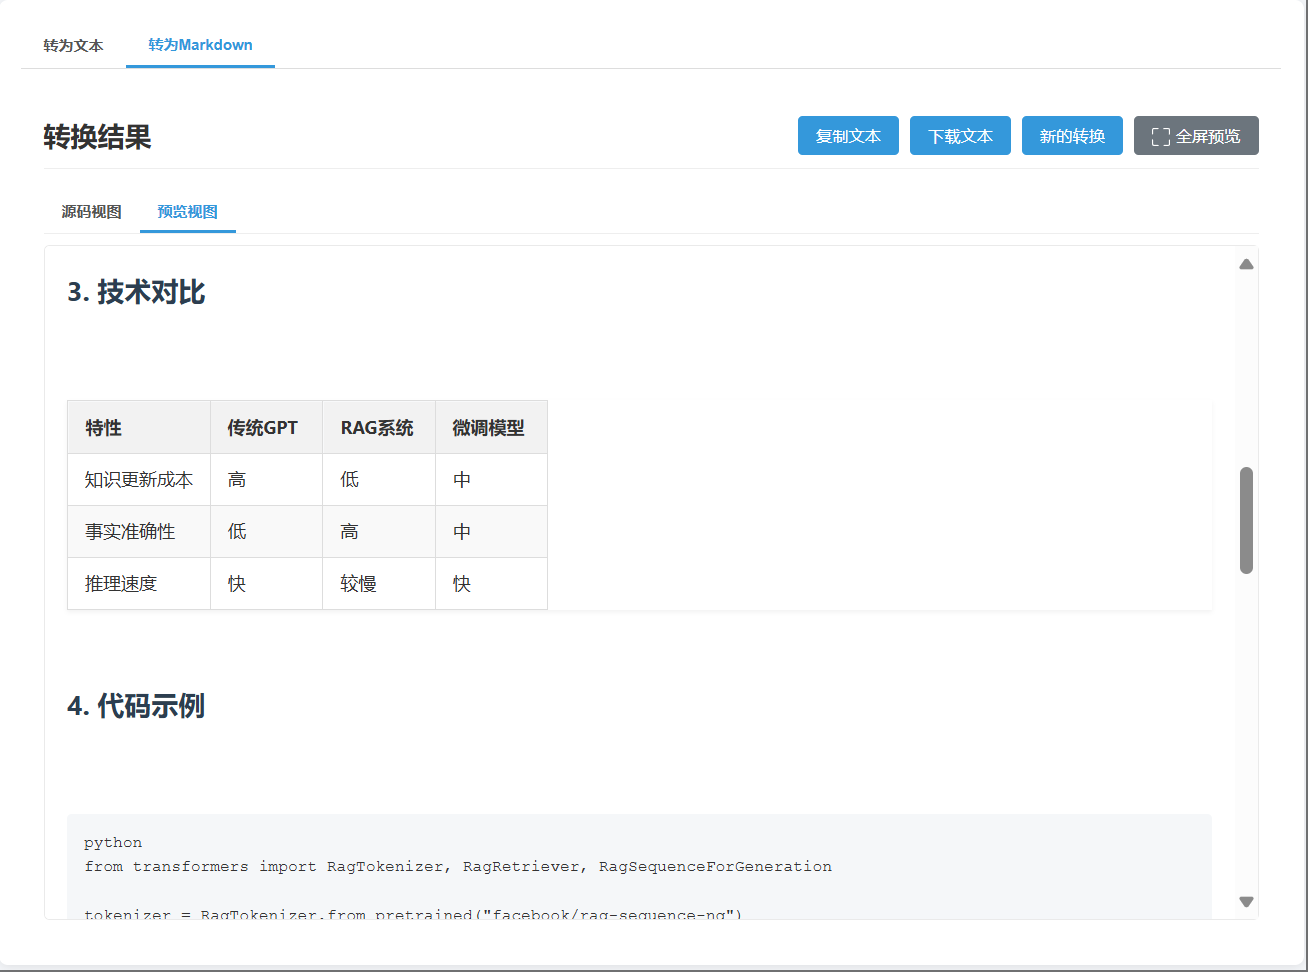 转为文本 转为Markdown
转换结果 复制文本 下载文本 新的转换 全屏预览
源码视图 预览视图
3. 技术对比
特性 传统GPT RAG系统 微调模型
知识更新成本 高 低 中
事实准确性 低 高 中
推理速度 快 较慢 快
4. 代码示例
python
from transformers import RagTokenizer, RagRetriever, RagSequenceForGeneration
tokenizer = RagTokenizer.from_pretrained("facebook/rag-sequence-nq")